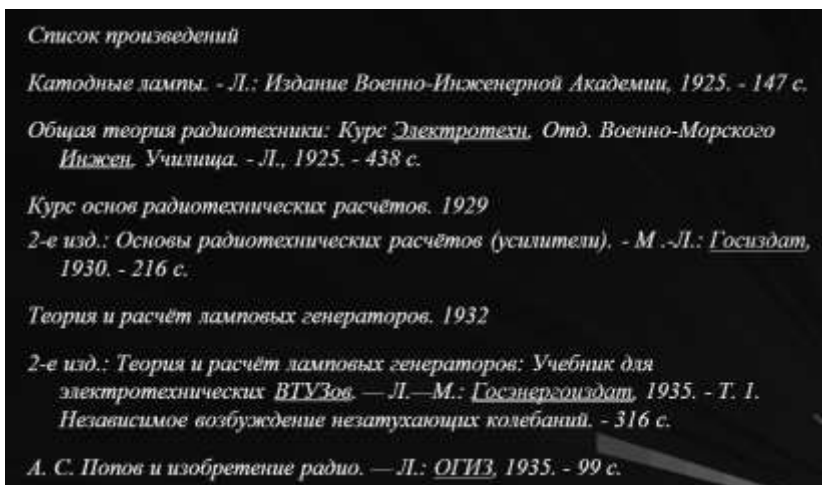 Список произведений
Катодные лампы. - Л.: Издание Военно-Инженерной Академии, 1925. - 147 с.
Общая теория радиотехники: Курс Электротехн. Отд. Военно-Морского
Инжен. Училища. - Л., 1925. - 438 с.
Курс основ радиотехнических расчётов. 1929
2-е изд.: Основы радиотехнических расчётов (усилители). - М .-Л.: Госиздат,
1930. - 216 с.
Теория и расчёт ламповых генераторов. 1932
2-е изд.: Теория и расчёт ламповых генераторов: Учебник для
электротехнических ВТУЗов. — Л.—М.: Госэнергоиздат, 1935. - Т. 1.
Независимое возбуждение незатухающих колебаний. - 316 с.
А. С. Попов и изобретение радио. — Л.: ОГИЗ, 1935. - 99 с.